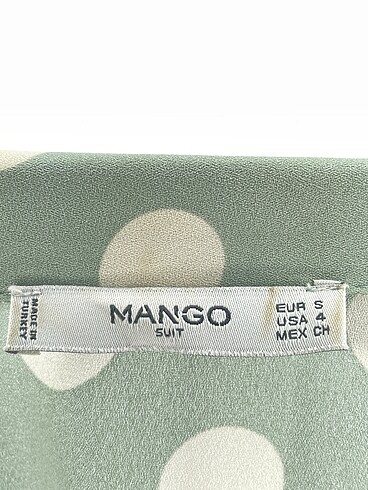 MADE IN
TURKEY
MANGO
SUIT
EUR S
USA 4
MEX CH